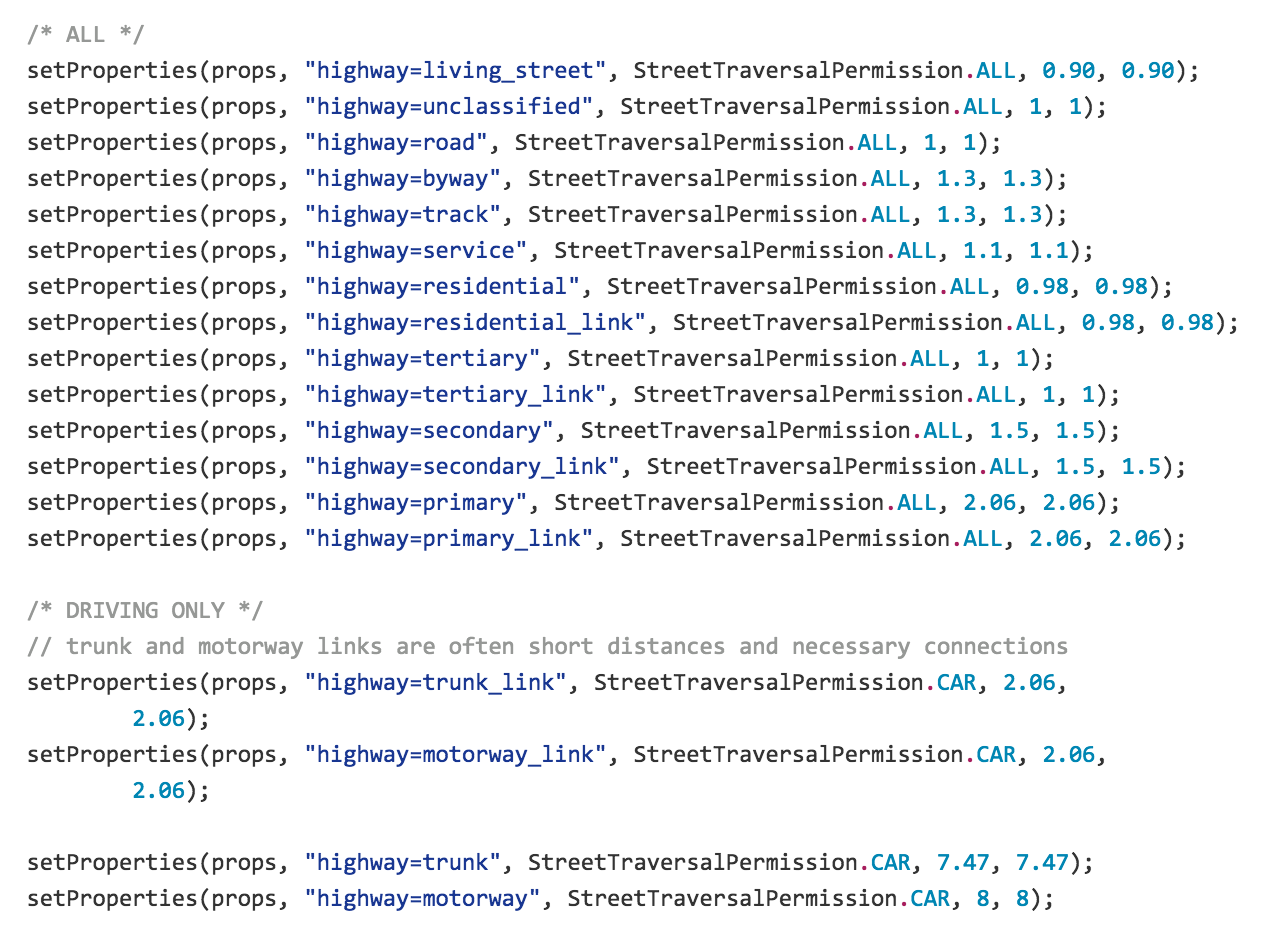 /* ALL */
setProperties(props, "highway=living_street", StreetTraversalPermission.ALL, 0.90, 0.90);
setProperties(props, "highway=unclassified", StreetTraversalPermission.ALL, 1, 1);
setProperties(props, "highway=road", StreetTraversalPermission.ALL, 1, 1);
setProperties(props, "highway=byway", StreetTraversalPermission.ALL, 1.3, 1.3);
setProperties(props, "highway=track", StreetTraversalPermission.ALL, 1.3, 1.3);
setProperties(props, "highway=service", StreetTraversalPermission.ALL, 1.1, 1.1);
setProperties(props, "highway=residential", StreetTraversalPermission.ALL, 0.98, 0.98);
setProperties(props, "highway=residential_link", StreetTraversalPermission.ALL, 0.98, 0.98);
setProperties(props, "highway=tertiary", StreetTraversalPermission.ALL, 1, 1);
setProperties(props, "highway=tertiary_link", StreetTraversalPermission.ALL, 1, 1);
setProperties(props, "highway=secondary", StreetTraversalPermission.ALL, 1.5, 1.5);
setProperties(props, "highway=secondary_link", StreetTraversalPermission.ALL, 1.5, 1.5);
setProperties(props, "highway=primary", StreetTraversalPermission.ALL, 2.06, 2.06);
setProperties(props, "highway=primary_link", StreetTraversalPermission.ALL, 2.06, 2.06);

/* DRIVING ONLY */
// trunk and motorway links are often short distances and necessary connections
setProperties(props, "highway=trunk_link", StreetTraversalPermission.CAR, 2.06,
        2.06);
setProperties(props, "highway=motorway_link", StreetTraversalPermission.CAR, 2.06,
        2.06);

setProperties(props, "highway=trunk", StreetTraversalPermission.CAR, 7.47, 7.47);
setProperties(props, "highway=motorway", StreetTraversalPermission.CAR, 8, 8);